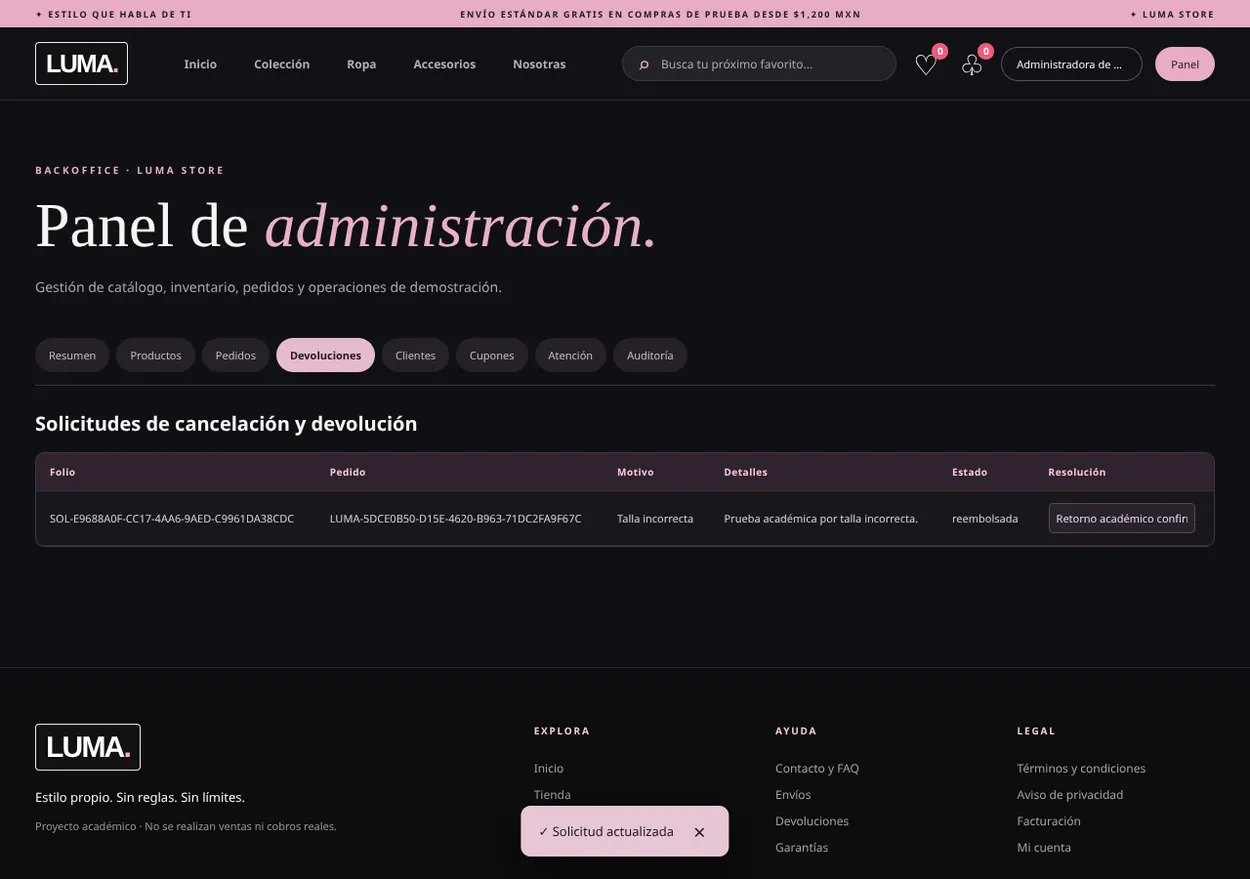 ✦ ESTILO QUE HABLA DE TI
ENVÍO ESTÁNDAR GRATIS EN COMPRAS DE PRUEBA DESDE $1,200 MXN
✦ LUMA STORE
LUMA.
Inicio
Colección
Ropa
Accesorios
Nosotras
Busca tu próximo favorito...
0
0
Administradora de ...
Panel
BACKOFFICE · LUMA STORE
Panel de administración.
Gestión de catálogo, inventario, pedidos y operaciones de demostración.
Resumen
Productos
Pedidos
Devoluciones
Clientes
Cupones
Atención
Auditoría
Solicitudes de cancelación y devolución
Folio Pedido Motivo Detalles Estado Resolución
SOL-E9688A0F-CC17-4AA6-9AED-C9961DA38CDC LUMA-5DCE0B50-D15E-4620-B963-71DC2FA9F67C Talla incorrecta Prueba académica por talla incorrecta. reembolsada Retorno académico confirm
LUMA.
Estilo propio. Sin reglas. Sin límites.
Proyecto académico · No se realizan ventas ni cobros reales.
EXPLORA
Inicio
Tienda
AYUDA
Contacto y FAQ
Envíos
Devoluciones
Garantías
LEGAL
Términos y condiciones
Aviso de privacidad
Facturación
Mi cuenta
✓ Solicitud actualizada ✕